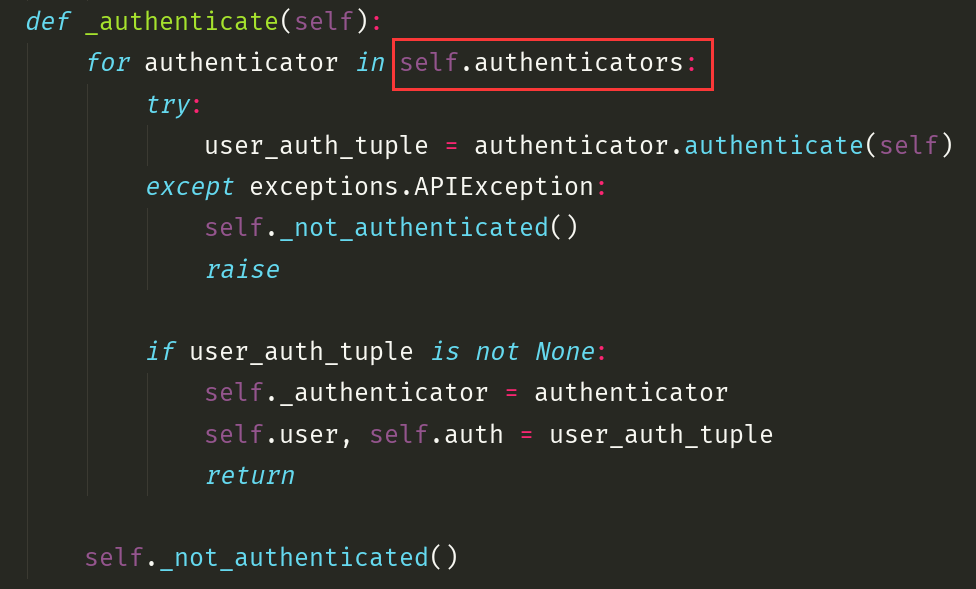 def _authenticate(self):
for authenticator in self.authenticators:
try:
user_auth_tuple = authenticator.authenticate(self)
except exceptions.APIException:
self._not_authenticated()
raise
if user_auth_tuple is not None:
self._authenticator = authenticator
self.user, self.auth = user_auth_tuple
return
self._not_authenticated()